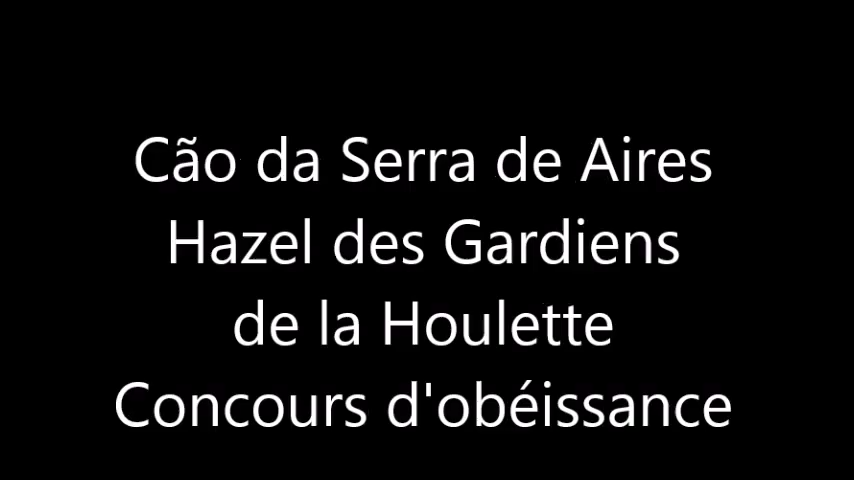 Cão da Serra de Aires
Hazel des Gardiens
de la Houlette
Concours d'obéissance